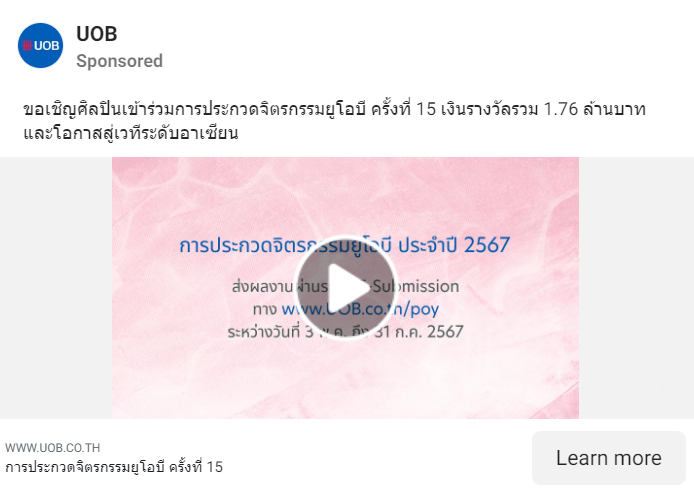 UOB
UOB
Sponsored
ขอเชิญศิลปินเข้าร่วมการประกวดจิตรกรรมยูโอบี ครั้งที่ 15 เงินรางวัลรวม 1.76 ล้านบาท
และโอกาสสู่เวทีระดับอาเซียน
การประกวดจิตรกรรมยูโอบี ประจำปี 2567
ส่งผลงานผ่าน -Submission
ทาง www.UOB.co.th/poy
ระหว่างวันที่ 3 พ.ค. ถึง 31 ก.ค. 2567
WWW.UOB.CO.TH
การประกวดจิตรกรรมยูโอบี ครั้งที่ 15
Learn more